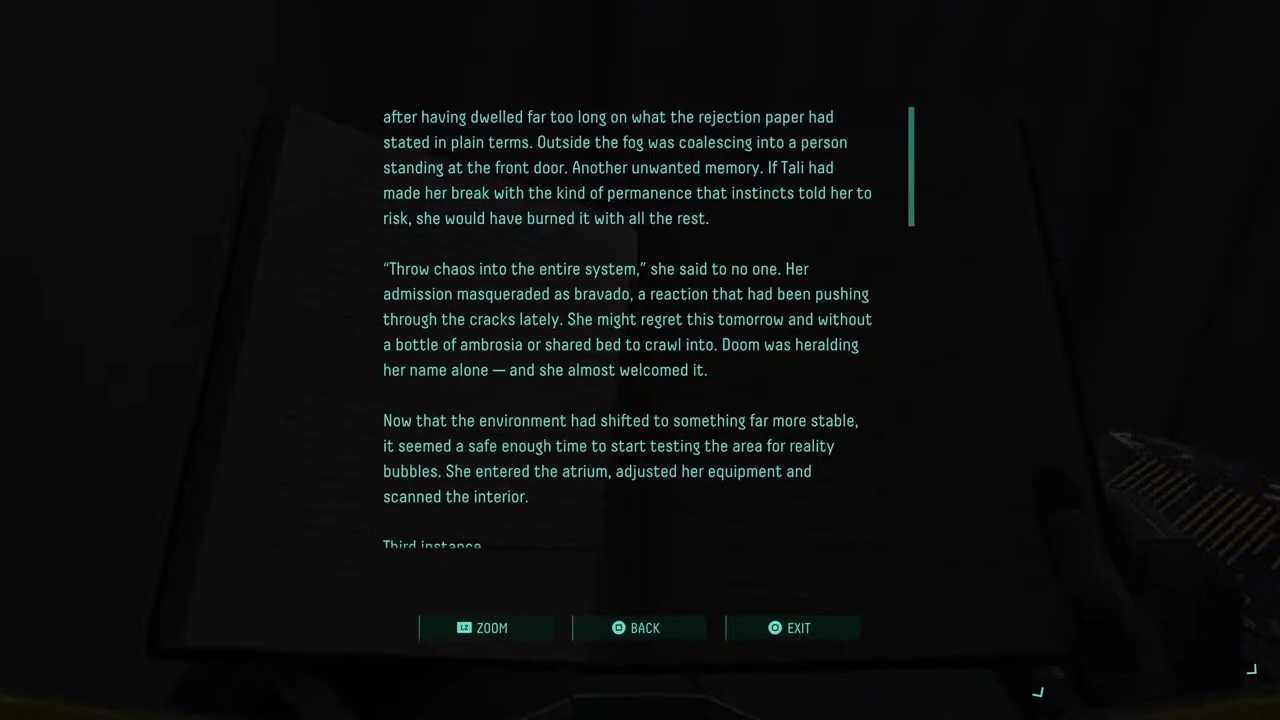 after having dwelled far too long on what the rejection paper had
stated in plain terms. Outside the fog was coalescing into a person
standing at the front door. Another unwanted memory. If Tali had
made her break with the kind of permanence that instincts told her to
risk, she would have burned it with all the rest.
“Throw chaos into the entire system,” she said to no one. Her
admission masqueraded as bravado, a reaction that had been pushing
through the cracks lately. She might regret this tomorrow and without
a bottle of ambrosia or shared bed to crawl into. Doom was heralding
her name alone — and she almost welcomed it.
Now that the environment had shifted to something far more stable,
it seemed a safe enough time to start testing the area for reality
bubbles. She entered the atrium, adjusted her equipment and
scanned the interior.
Third instance
L2 ZOOM
BACK
EXIT